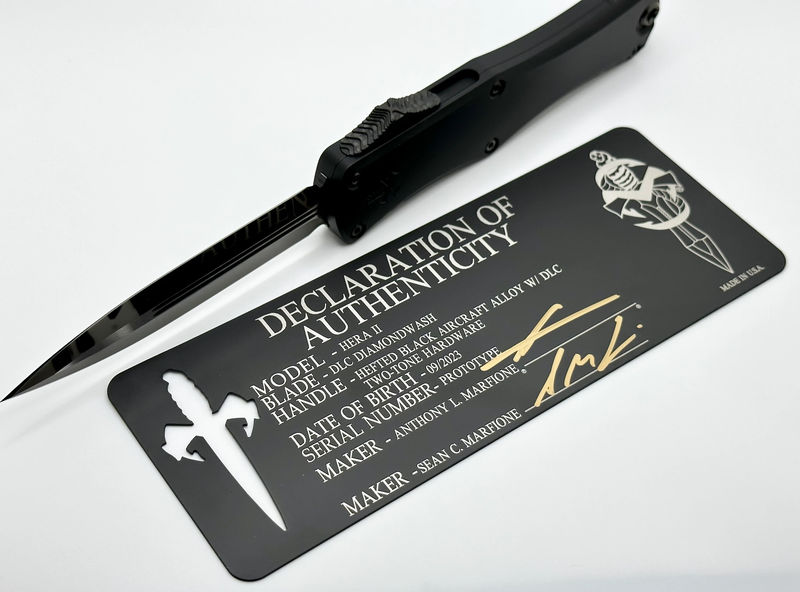 DECLARATION OF
AUTHENTICITY
MODEL - HERA II
BLADE - DLC DIAMONDWASH
HANDLE - HEFTED BLACK AIRCRAFT ALLOY W/ DLC
TWO-TONE HARDWARE
DATE OF BIRTH - 09/2023
SERIAL NUMBER- PROTOTYPE
MAKER - ANTHONY L. MARFIONE
MAKER - SEAN C. MARFIONE
MADE IN U.S.A.